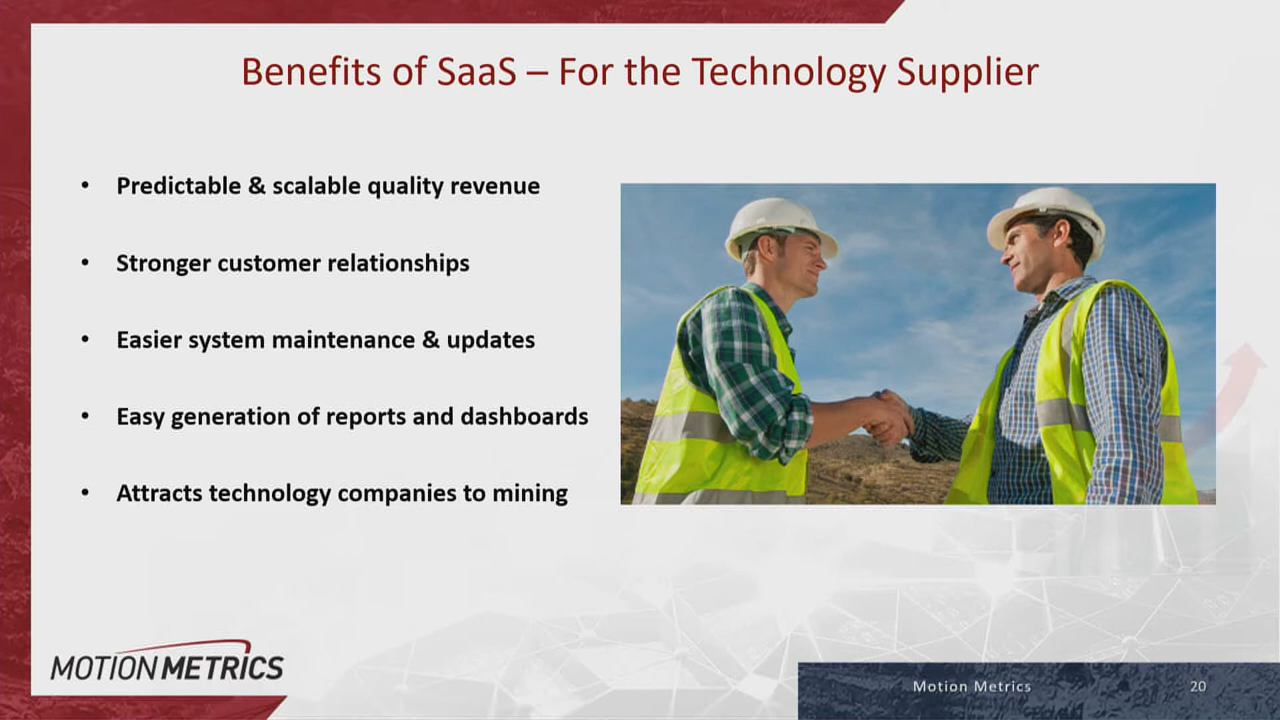 Benefits of SaaS – For the Technology Supplier
• Predictable & scalable quality revenue
• Stronger customer relationships
• Easier system maintenance & updates
• Easy generation of reports and dashboards
• Attracts technology companies to mining
MOTION METRICS
Motion Metrics 20